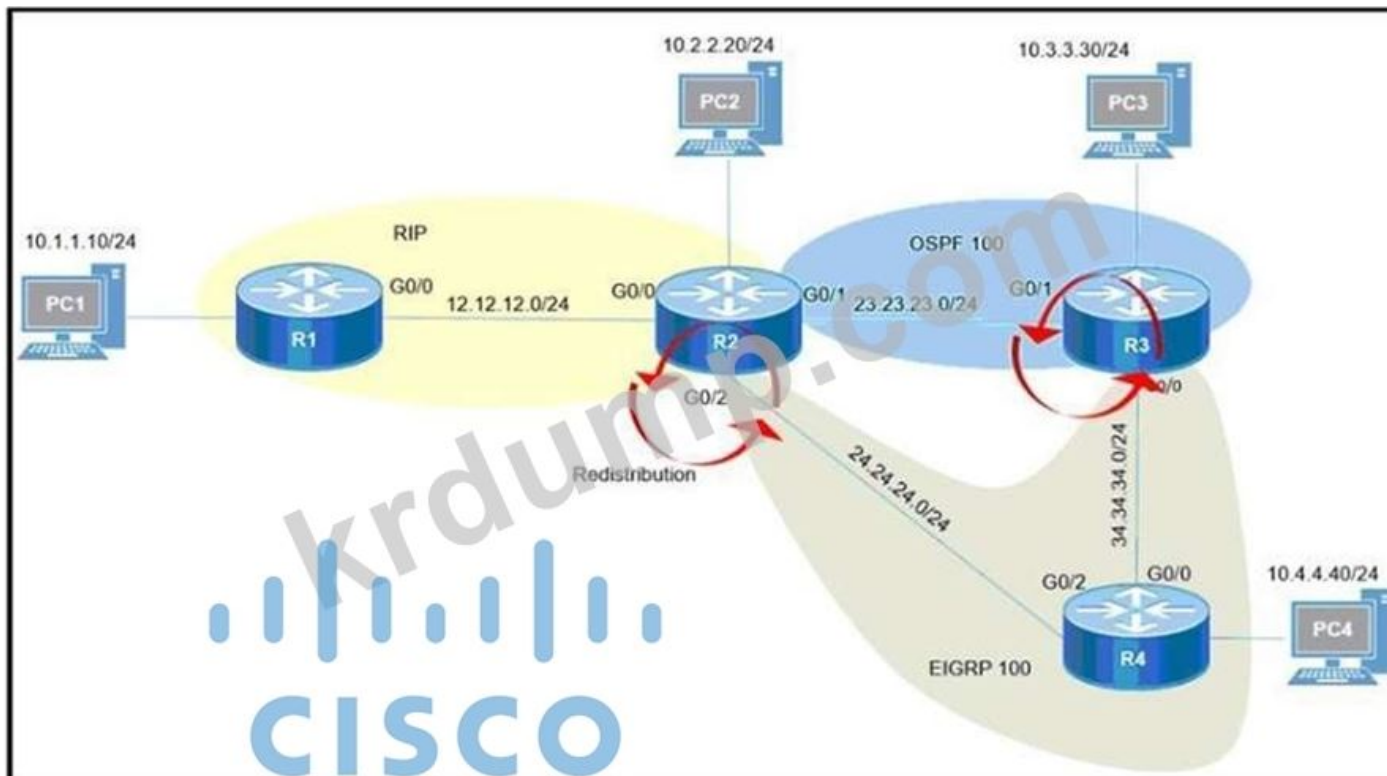 10.2.2.20/24
10.3.3.30/24
PC2
PC3
10.1.1.10/24
RIP
OSPF 100
PC1
G0/0
12.12.12.0/24
G0/0
G0/1
23.23.23.0/24
G0/1
R1
R2
R3
G0/2
Redistribution
24.24.24.0/24
34.34.34.0/24
G0/2
G0/0
10.4.4.40/24
PC4
R4
EIGRP 100
krdump.com
CISCO